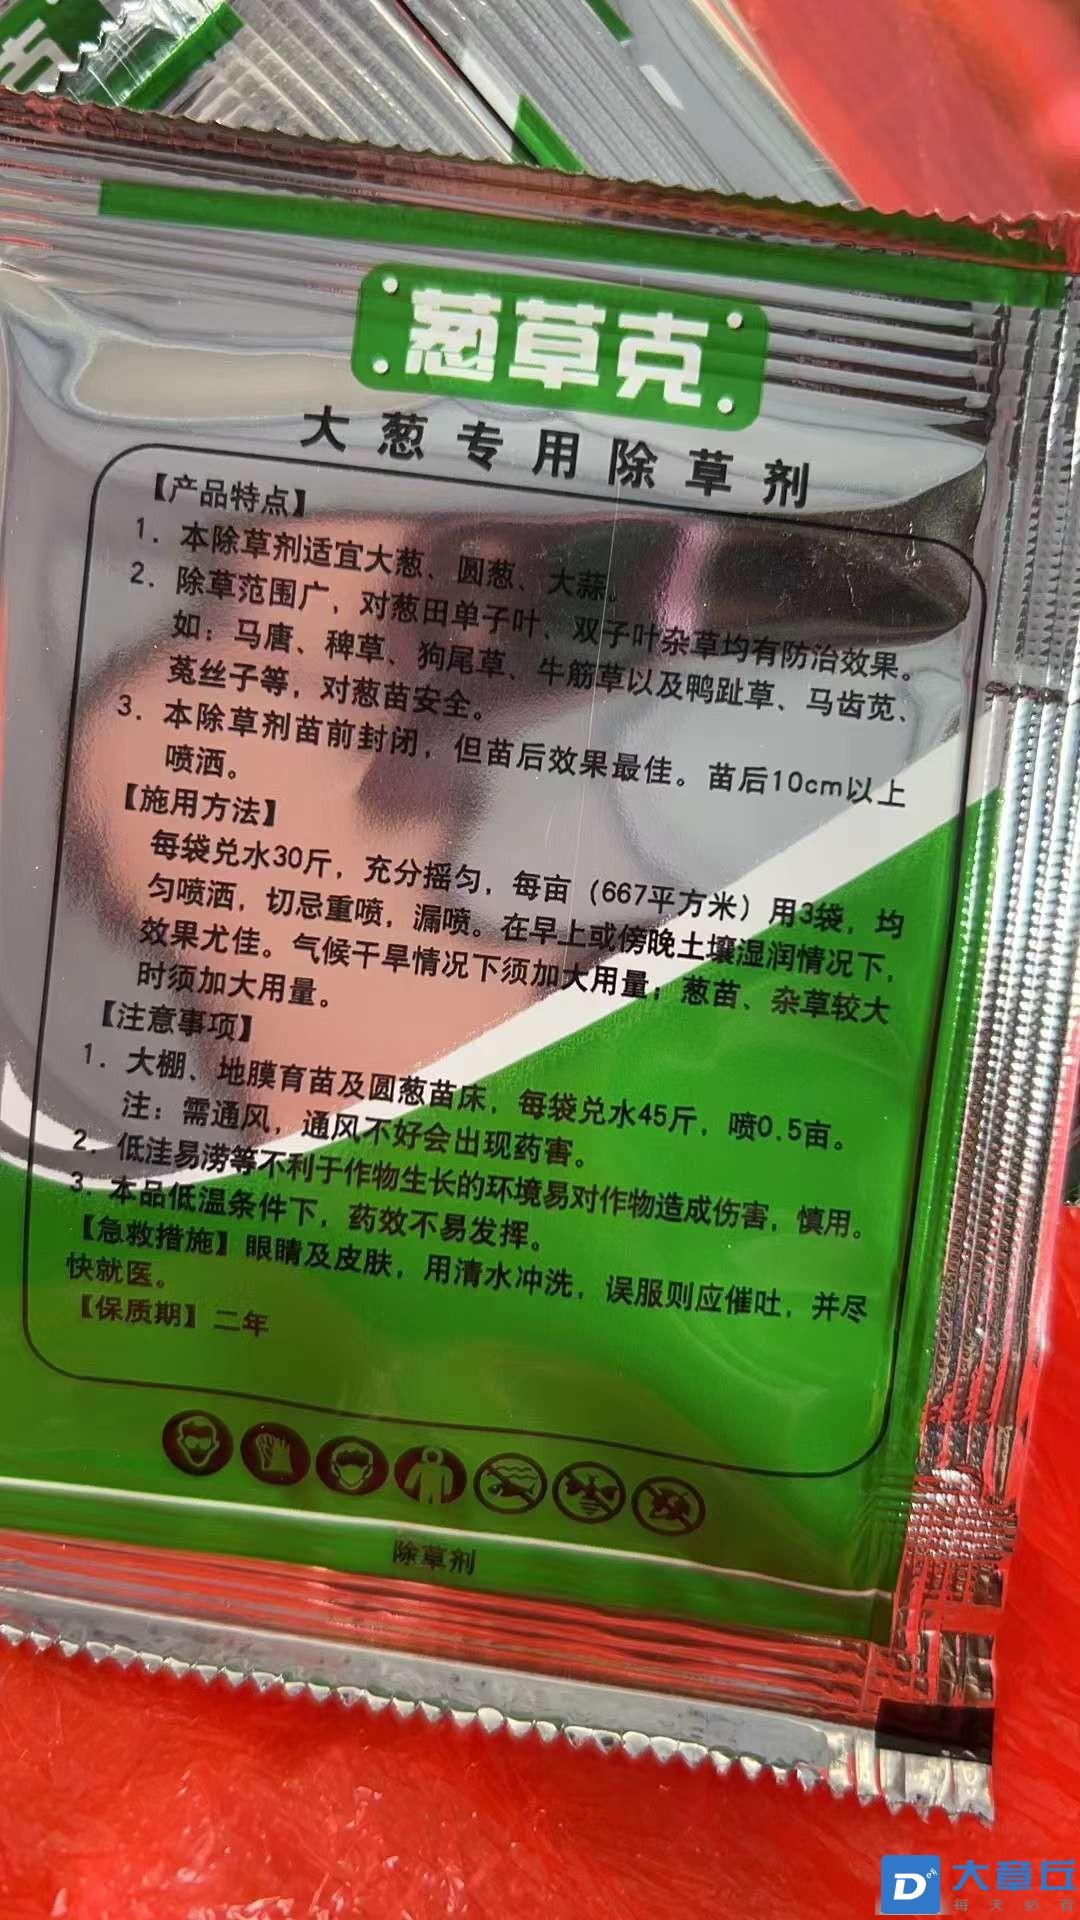 克
葱草克
大葱专用除草剂
【产品特点】
1. 本除草剂适宜大葱、圆葱、大蒜。
2. 除草范围广，对葱田单子叶、双子叶杂草均有防治效果。
如：马唐、稗草、狗尾草、牛筋草以及鸭趾草、马齿苋、
菟丝子等，对葱苗安全。
3. 本除草剂苗前封闭，但苗后效果最佳。苗后10cm以上
喷洒。
【施用方法】
每袋兑水30斤，充分摇匀，每亩（667平方米）用3袋，均
匀喷洒，切忌重喷，漏喷。在早上或傍晚土壤湿润情况下，
效果尤佳。气候干旱情况下须加大用量；葱苗、杂草较大
时须加大用量。
【注意事项】
1. 大棚、地膜育苗及圆葱苗床，每袋兑水45斤，喷0.5亩。
注：需通风，通风不好会出现药害。
2. 低洼易涝等不利于作物生长的环境易对作物造成伤害，慎用。
3. 本品低温条件下，药效不易发挥。
【急救措施】眼睛及皮肤，用清水冲洗，误服则应催吐，并尽
快就医。
【保质期】二年
除草剂
D 大章丘
每天必看